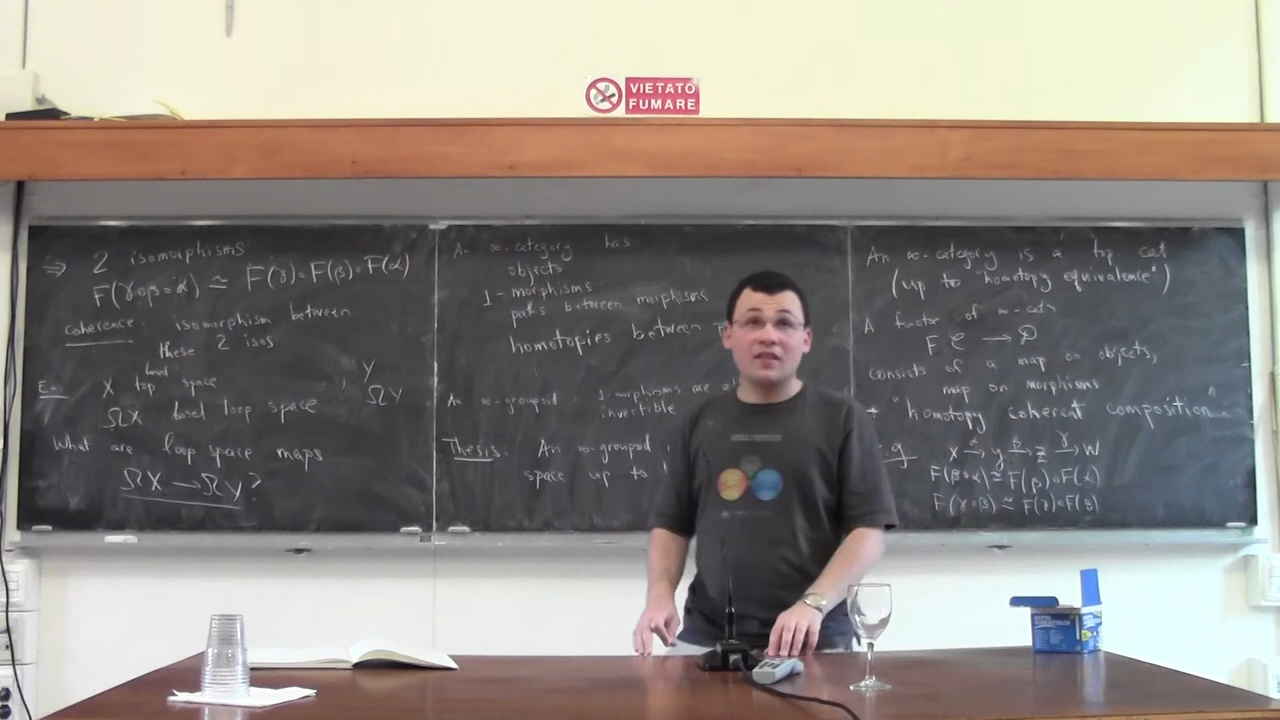 VIETATO
FUMARE
⇒ 2 isomorphisms
F(γ∘β∘α) ≃ F(γ)∘F(β)∘F(α)
coherence: isomorphism between
these 2 isos
E.
X top space
ΩX based loop space
, Y
ΩY
What are loop space maps
ΩX → ΩY?
An ∞-category has
objects
1-morphisms
paths between morphisms
homotopies between
An ∞-groupoid: 1-morphisms are
invertible
Thesis: An ∞-groupoid
space up to
An ∞-category is a top cat
(up to "homotopy equivalence")
A functor of ∞-cats
F: C → D
consists of a map on objects,
map on morphisms
+ "homotopy coherent composition"
e.g. X →α y →β z →γ W
F(β∘α) ≃ F(β)∘F(α)
F(γ∘β) ≃ F(γ)∘F(β)